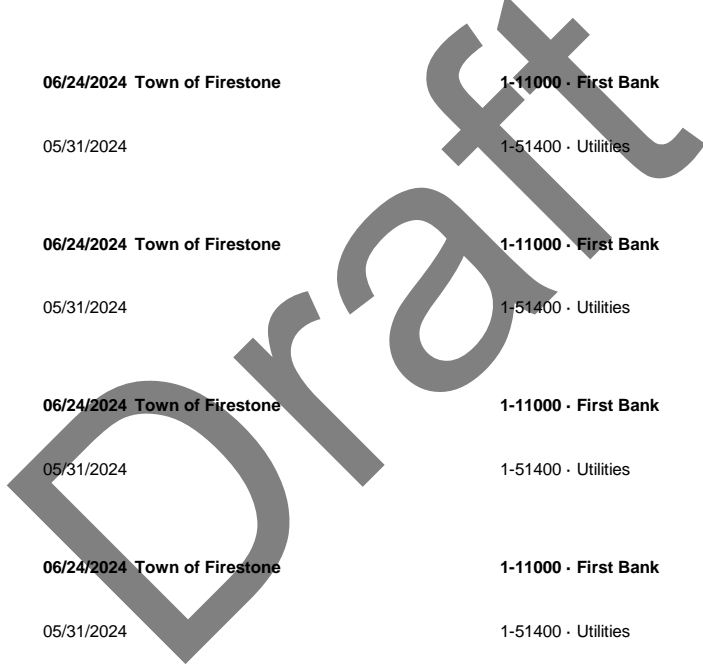 06/24/2024 Town of Firestone 1-11000 · First Bank
05/31/2024 1-51400 · Utilities
06/24/2024 Town of Firestone 1-11000 · First Bank
05/31/2024 1-51400 · Utilities
06/24/2024 Town of Firestone 1-11000 · First Bank
05/31/2024 1-51400 · Utilities
06/24/2024 Town of Firestone 1-11000 · First Bank
05/31/2024 1-51400 · Utilities
Draft